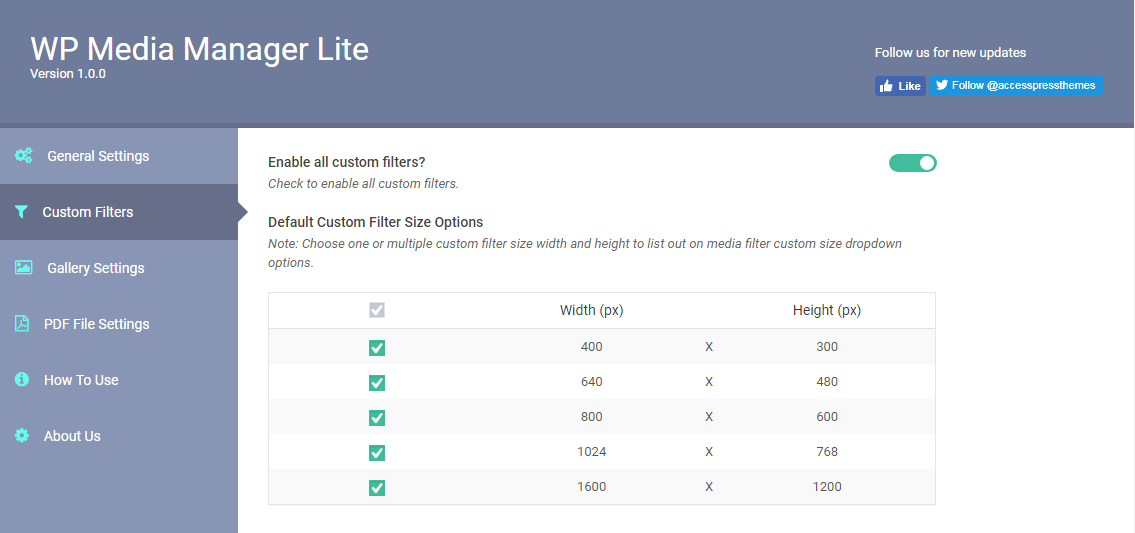 WP Media Manager Lite
Version 1.0.0
Follow us for new updates
Like
Follow @accesspressthemes
General Settings
Custom Filters
Gallery Settings
PDF File Settings
How To Use
About Us
Enable all custom filters?
Check to enable all custom filters.
Default Custom Filter Size Options
Note: Choose one or multiple custom filter size width and height to list out on media filter custom size dropdown
options.
Width (px) Height (px)
400 X 300
640 X 480
800 X 600
1024 X 768
1600 X 1200